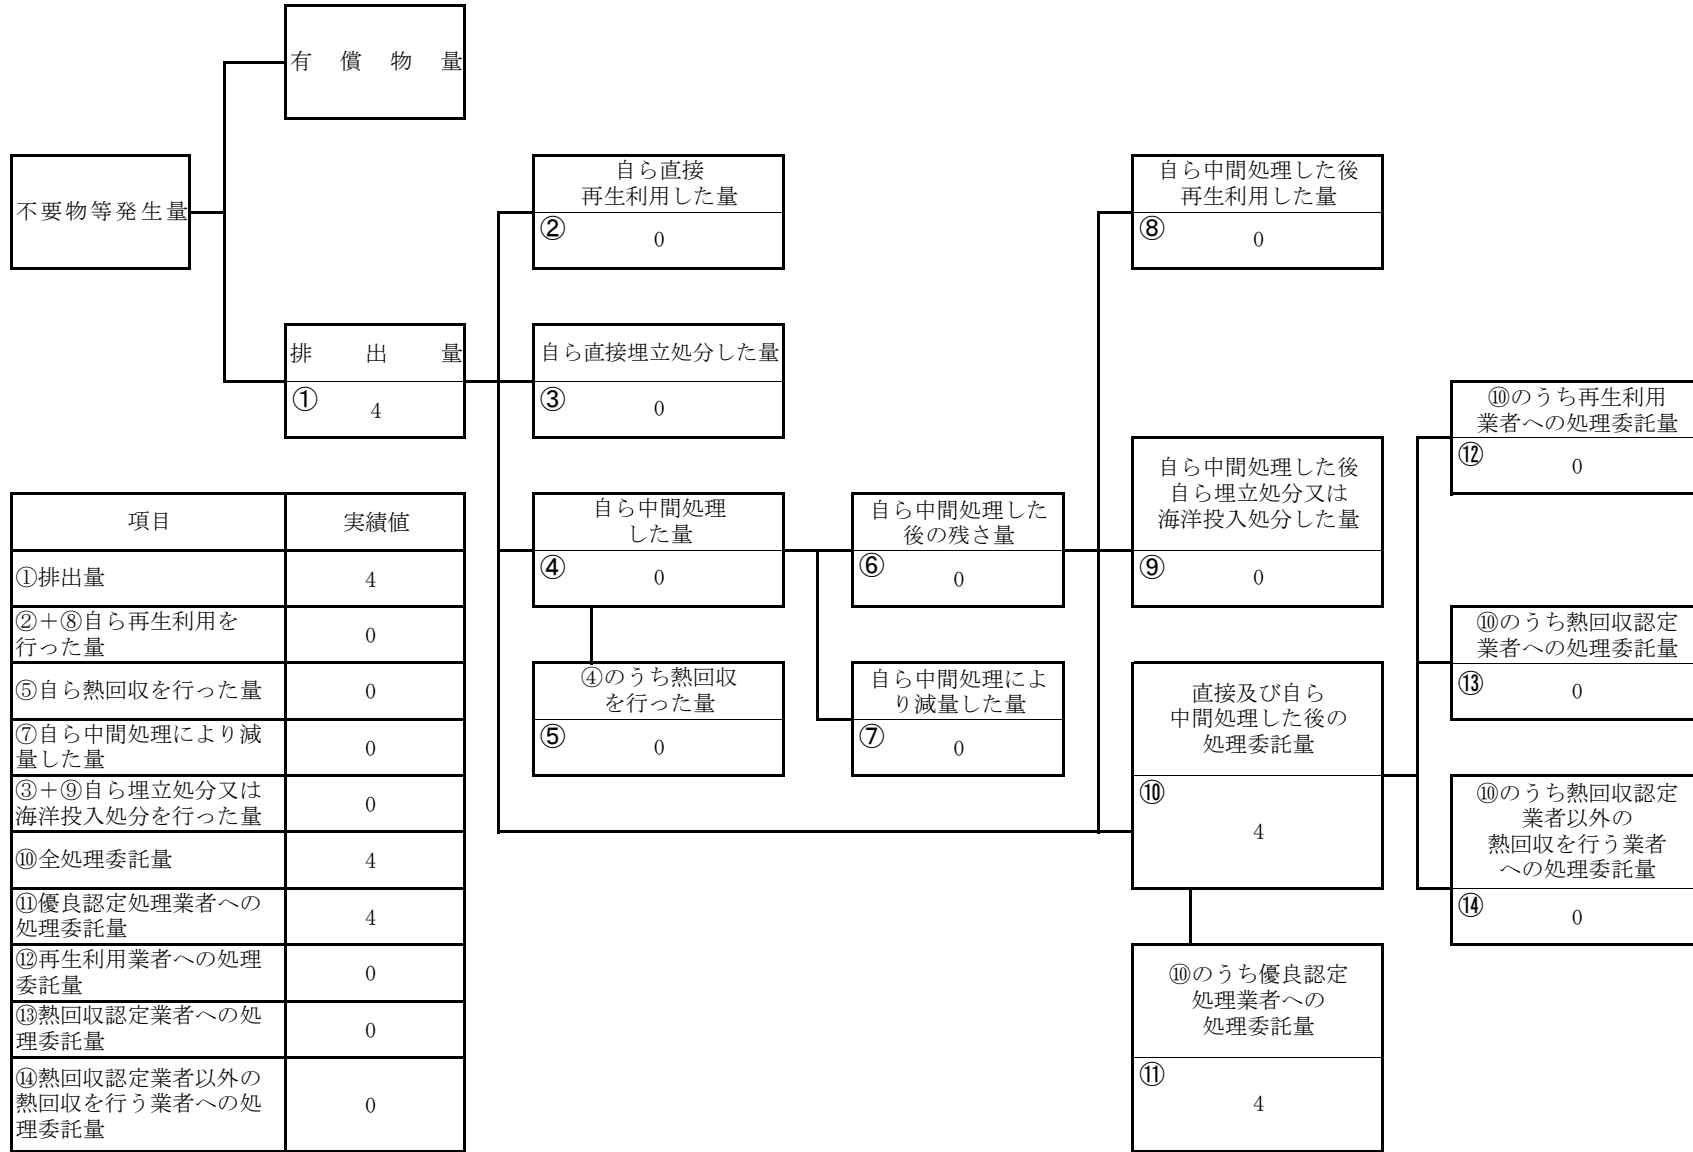 有償物量
不要物等発生量
自ら直接
再生利用した量
②
0
自ら中間処理した後
再生利用した量
⑧
0
排出量
①
4
自ら直接埋立処分した量
③
0
⑩のうち再生利用
業者への処理委託量
⑫
0
自ら中間処理
した量
④
0
自ら中間処理した
後の残さ量
⑥
0
自ら中間処理した後
自ら埋立処分又は
海洋投入処分した量
⑨
0
⑩のうち熱回収認定
業者への処理委託量
⑬
0
④のうち熱回収
を行った量
⑤
0
自ら中間処理によ
り減量した量
⑦
0
直接及び自ら
中間処理した後の
処理委託量
⑩
4
⑩のうち熱回収認定
業者以外の
熱回収を行う業者
への処理委託量
⑭
0
⑩のうち優良認定
処理業者への
処理委託量
⑪
4
項目 実績値
①排出量 4
②+⑧自ら再生利用を
行った量 0
⑤自ら熱回収を行った量 0
⑦自ら中間処理により減
量した量 0
③+⑨自ら埋立処分又は
海洋投入処分を行った量 0
⑩全処理委託量 4
⑪優良認定処理業者への
処理委託量 4
⑫再生利用業者への処理
委託量 0
⑬熱回収認定業者への処
理委託量 0
⑭熱回収認定業者以外の
熱回収を行う業者への処
理委託量 0